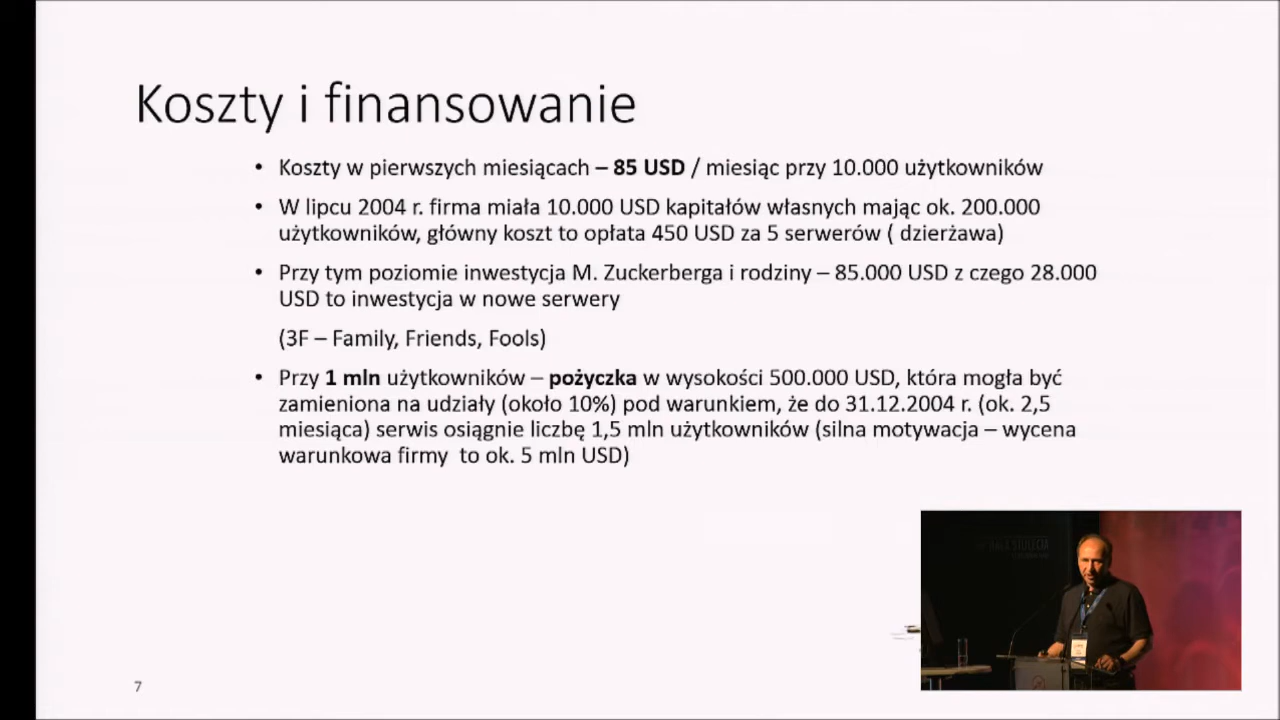 Koszty i finansowanie
• Koszty w pierwszych miesiącach – 85 USD / miesiąc przy 10.000 użytkowników
• W lipcu 2004 r. firma miała 10.000 USD kapitałów własnych mając ok. 200.000
użytkowników, główny koszt to opłata 450 USD za 5 serwerów ( dzierżawa)
• Przy tym poziomie inwestycja M. Zuckerberga i rodziny – 85.000 USD z czego 28.000
USD to inwestycja w nowe serwery
(3F – Family, Friends, Fools)
• Przy 1 mln użytkowników – pożyczka w wysokości 500.000 USD, która mogła być
zamieniona na udziały (około 10%) pod warunkiem, że do 31.12.2004 r. (ok. 2,5
miesiąca) serwis osiągnie liczbę 1,5 mln użytkowników (silna motywacja – wycena
warunkowa firmy to ok. 5 mln USD)
HALA STULECIA
7